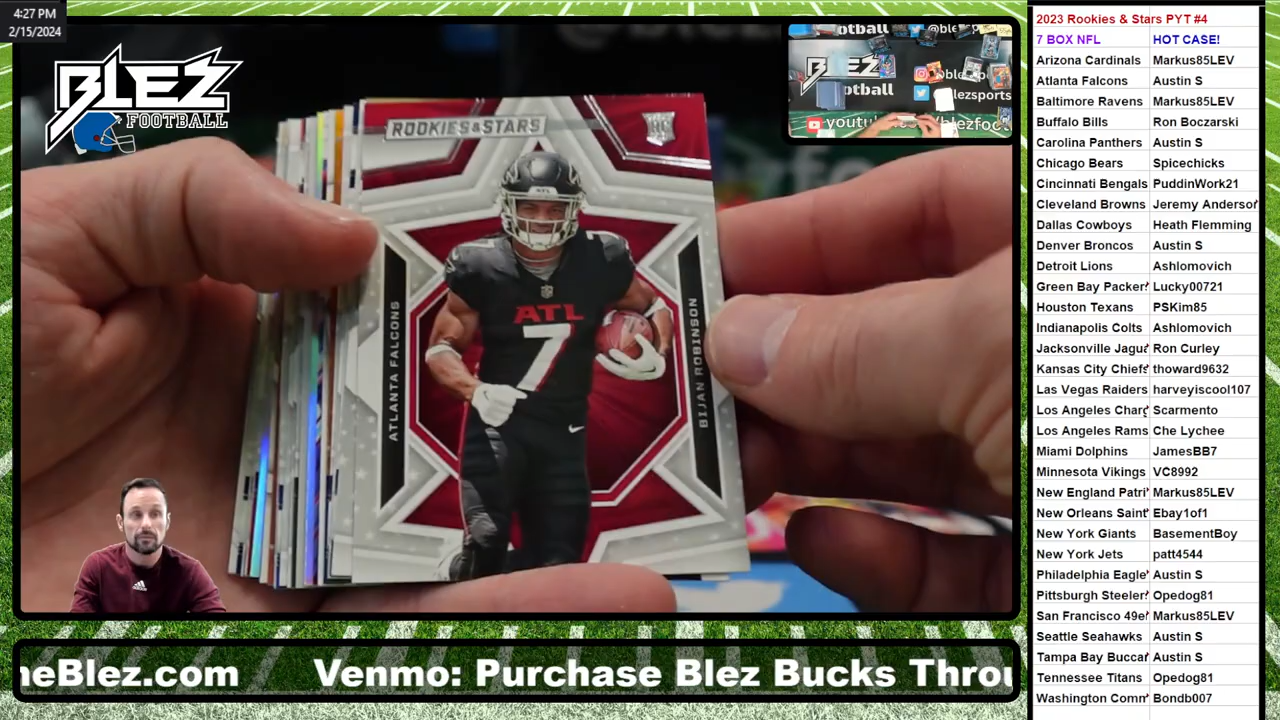 4:27 PM
2/15/2024
BLEZ
FOOTBALL
ROOKIES & STARS
RC
ATL
7
ATLANTA FALCONS
BIJAN ROBINSON
BLEZ
otball
youtu
neBlez.com
Venmo: Purchase Blez Bucks Throu
2023 Rookies & Stars PYT #4
7 BOX NFL HOT CASE!
Arizona Cardinals Markus85LEV
Atlanta Falcons Austin S
Baltimore Ravens Markus85LEV
Buffalo Bills Ron Boczarski
Carolina Panthers Austin S
Chicago Bears Spicechicks
Cincinnati Bengals PuddinWork21
Cleveland Browns Jeremy Anderson
Dallas Cowboys Heath Flemming
Denver Broncos Austin S
Detroit Lions Ashlomovich
Green Bay Packer Lucky00721
Houston Texans PSKim85
Indianapolis Colts Ashlomovich
Jacksonville Jagua Ron Curley
Kansas City Chiefs thoward9632
Las Vegas Raiders harveyiscool107
Los Angeles Charg Scarmento
Los Angeles Rams Che Lychee
Miami Dolphins JamesBB7
Minnesota Vikings VC8992
New England Patri Markus85LEV
New Orleans Saint Ebay1of1
New York Giants BasementBoy
New York Jets patt4544
Philadelphia Eagle Austin S
Pittsburgh Steeler Opedog81
San Francisco 49e Markus85LEV
Seattle Seahawks Austin S
Tampa Bay Buccar Austin S
Tennessee Titans Opedog81
Washington Comm Bondb007